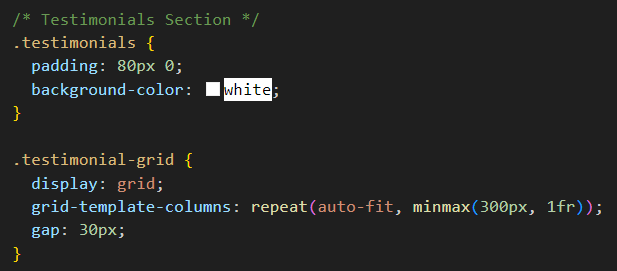 /* Testimonials Section */
.testimonials {
  padding: 80px 0;
  background-color: white;
}

.testimonial-grid {
  display: grid;
  grid-template-columns: repeat(auto-fit, minmax(300px, 1fr));
  gap: 30px;
}